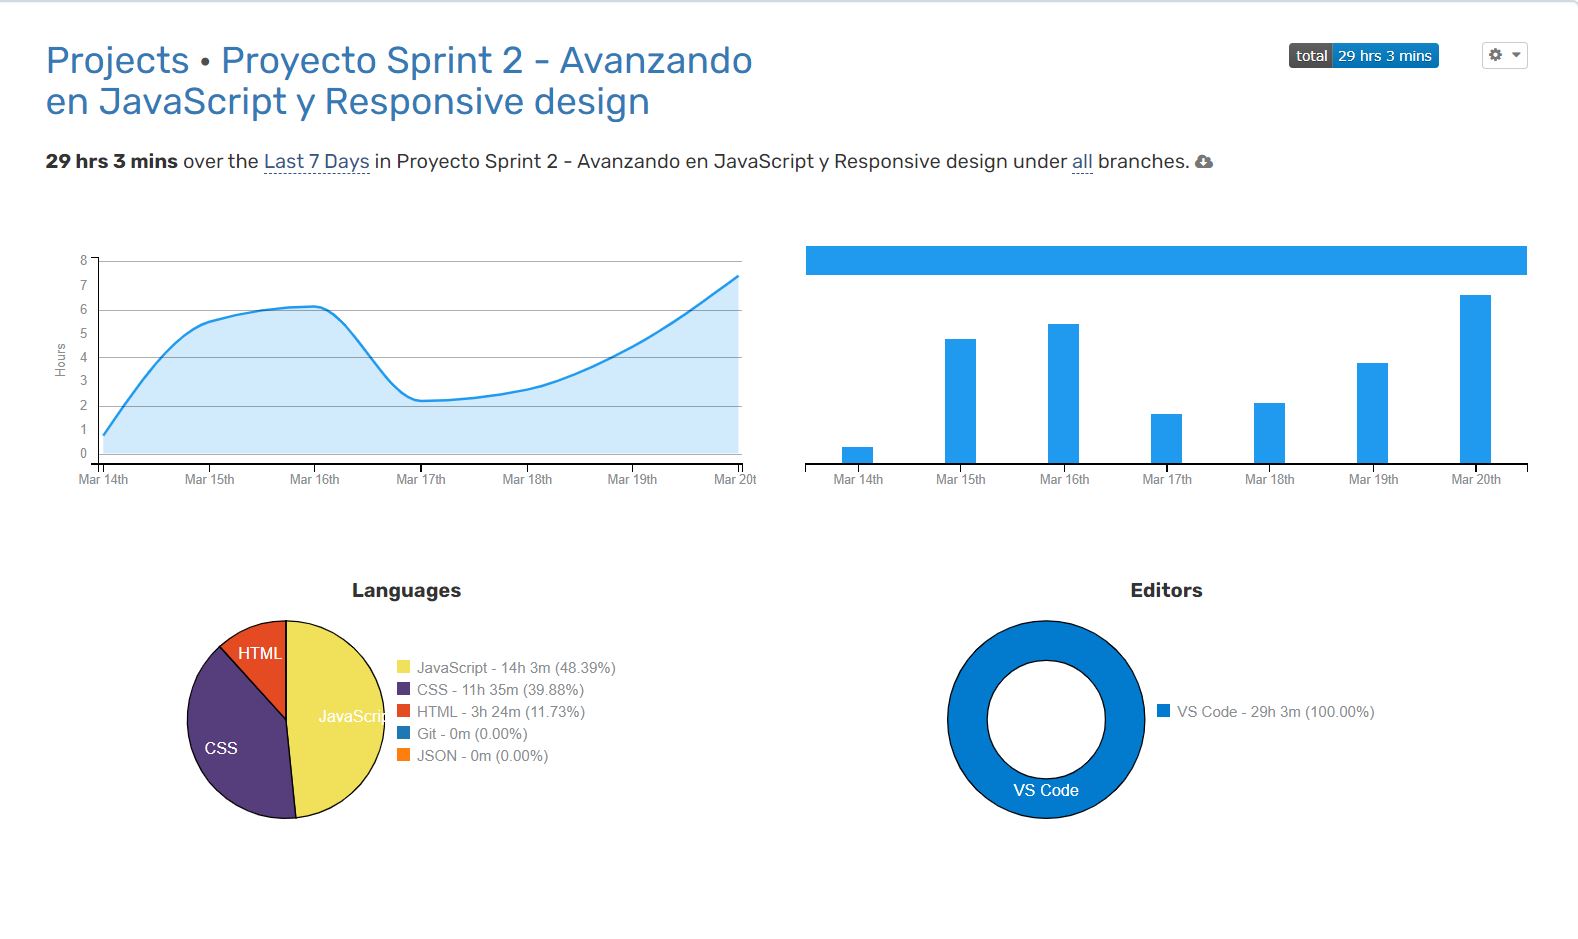 Projects • Proyecto Sprint 2 - Avanzando
en JavaScript y Responsive design
total 29 hrs 3 mins
29 hrs 3 mins over the Last 7 Days in Proyecto Sprint 2 - Avanzando en JavaScript y Responsive design under all branches.
Hours
8
7
6
5
4
3
2
1
0
Mar 14th Mar 15th Mar 16th Mar 17th Mar 18th Mar 19th Mar 20t
Mar 14th Mar 15th Mar 16th Mar 17th Mar 18th Mar 19th Mar 20th
Languages
HTML
JavaScrip
CSS
JavaScript - 14h 3m (48.39%)
CSS - 11h 35m (39.88%)
HTML - 3h 24m (11.73%)
Git - 0m (0.00%)
JSON - 0m (0.00%)
Editors
VS Code
VS Code - 29h 3m (100.00%)